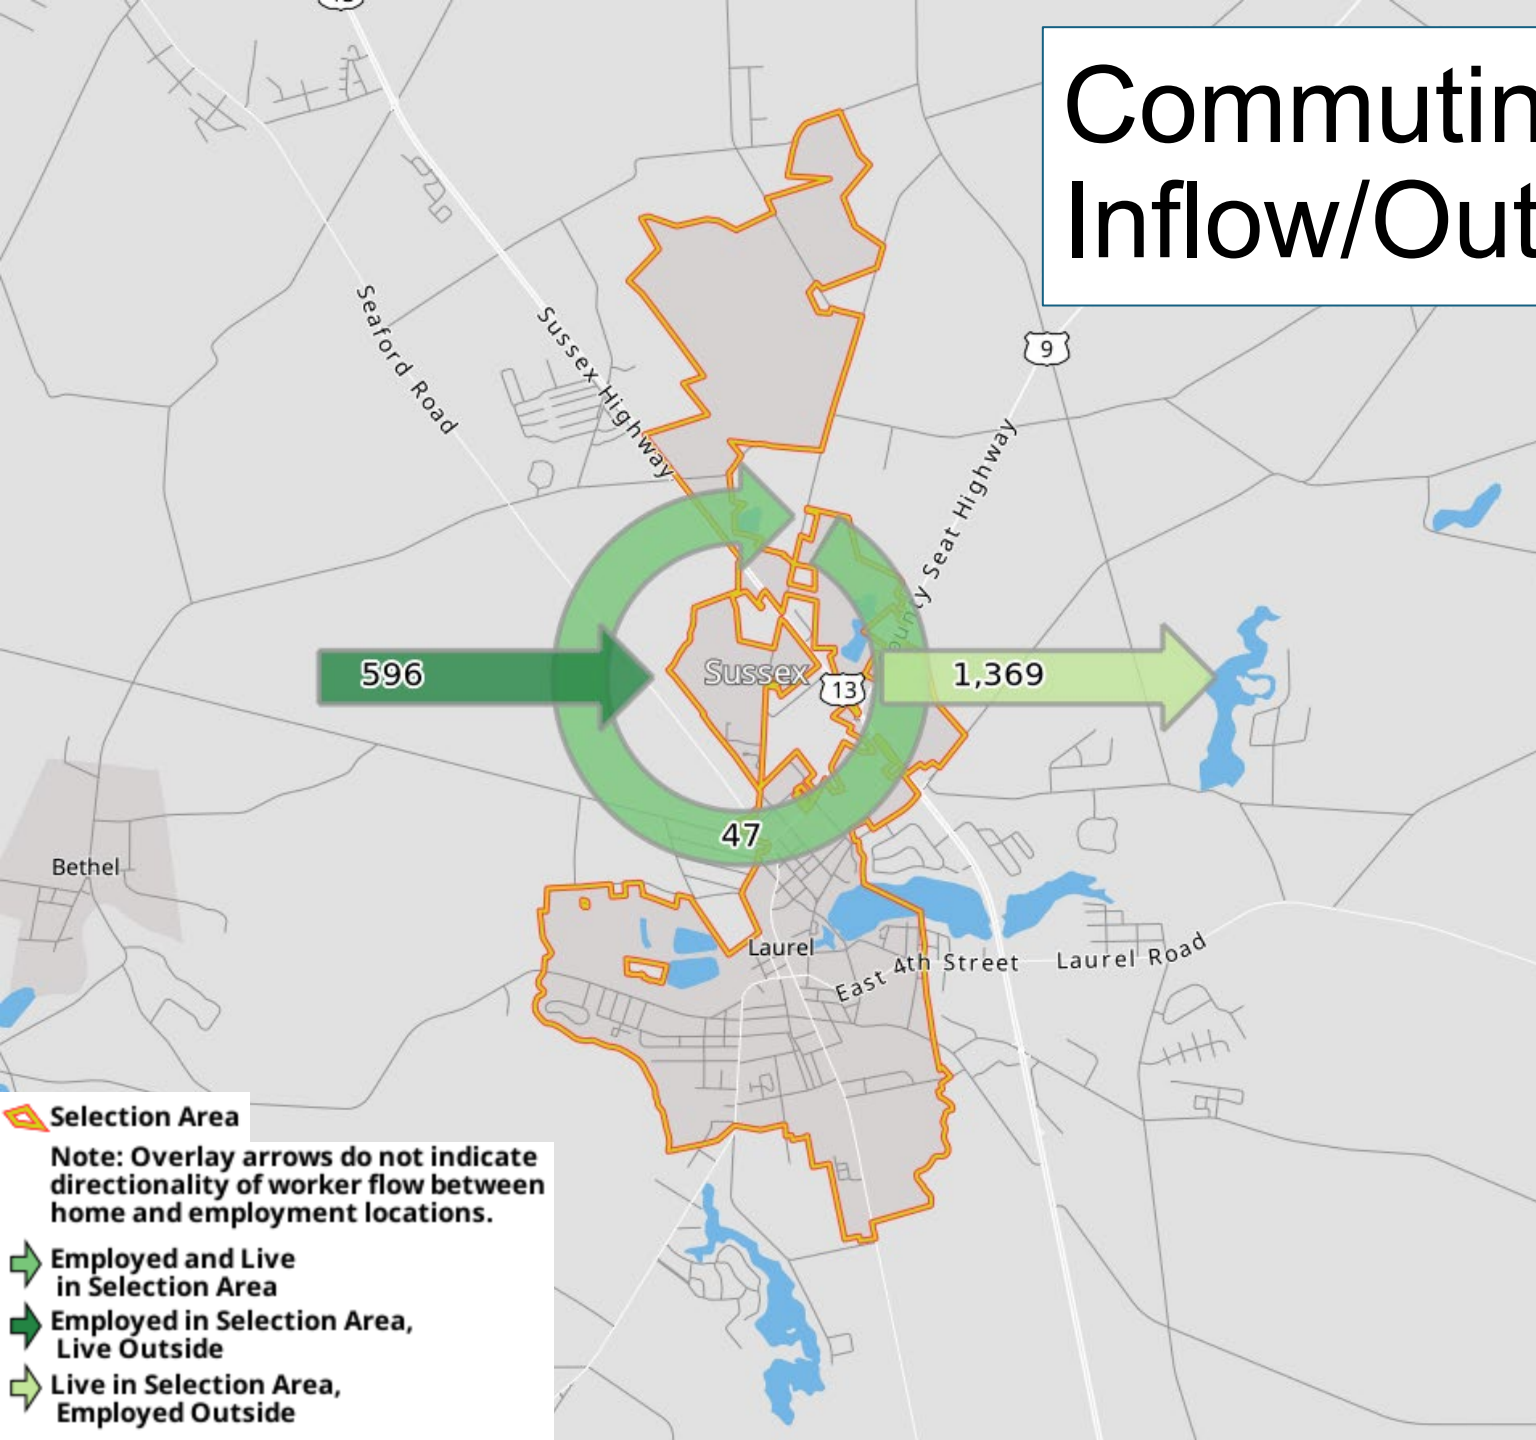 Commutin
Inflow/Out
Seaford Road
Sussex Highway
9
County Seat Highway
596
Sussex
13
1,369
47
Bethel
Laurel
East 4th Street
Laurel Road
Selection Area
Note: Overlay arrows do not indicate
directionality of worker flow between
home and employment locations.
Employed and Live
in Selection Area
Employed in Selection Area,
Live Outside
Live in Selection Area,
Employed Outside